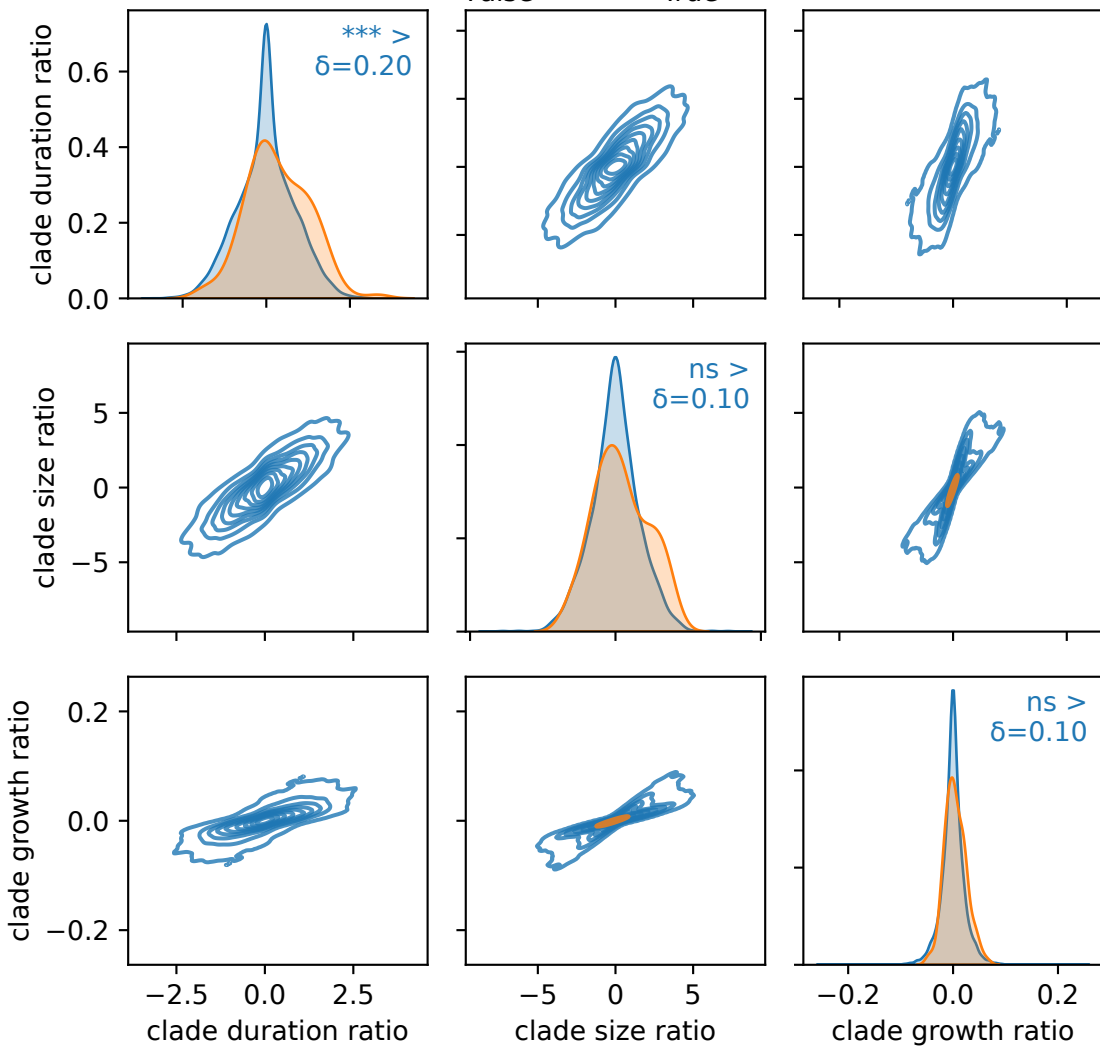 clade duration ratio
0.6
0.4
0.2
0.0
*** >
δ=0.20
clade size ratio
5
0
−5
ns >
δ=0.10
clade growth ratio
0.2
0.0
−0.2
ns >
δ=0.10
−2.5 0.0 2.5
−5 0 5
−0.2 0.0 0.2
clade duration ratio
clade size ratio
clade growth ratio